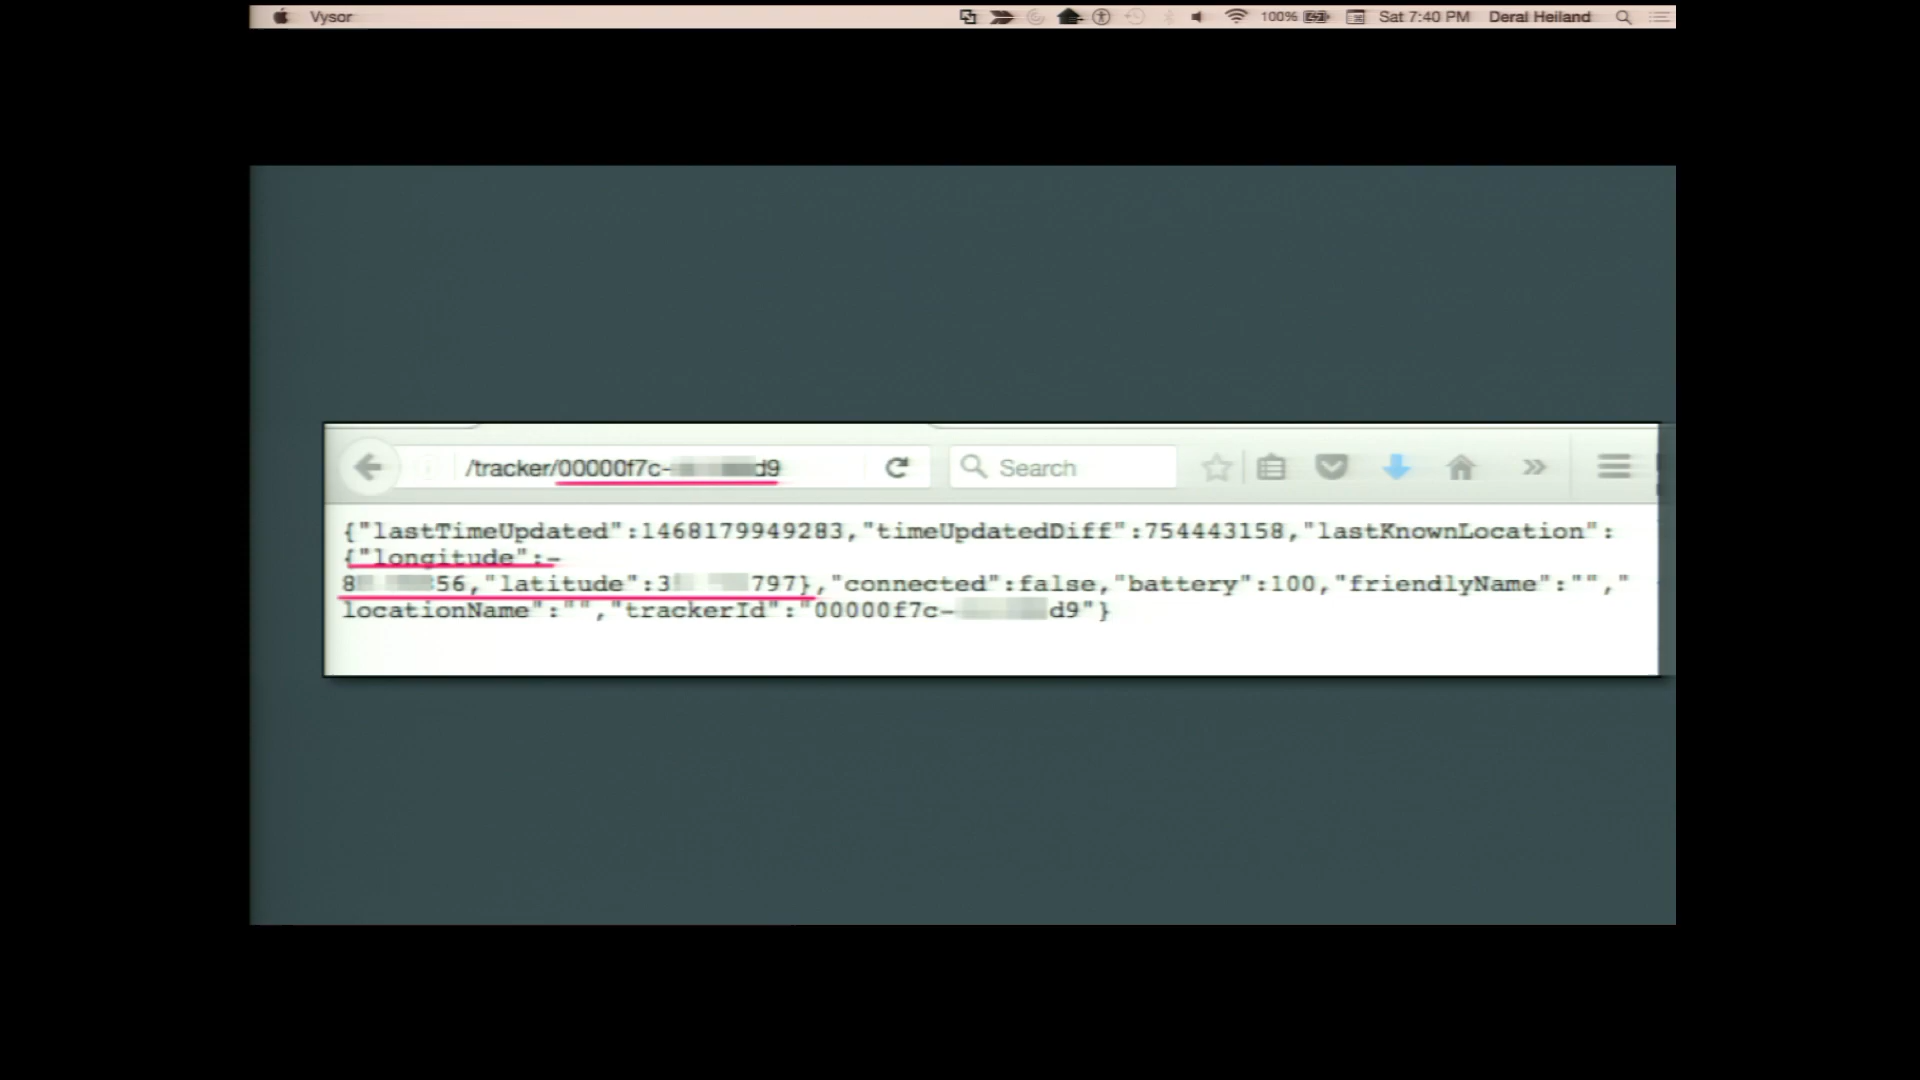 Vysor 100% Sat 7:40 PM Deral Heiland
/tracker/00000f7c- d9 Search
{"lastTimeUpdated":1468179949283,"timeUpdatedDiff":754443158,"lastKnownLocation":
{"longitude":-
8 56,"latitude":3 797},"connected":false,"battery":100,"friendlyName":"","
locationName":"","trackerId":"00000f7c- d9"}